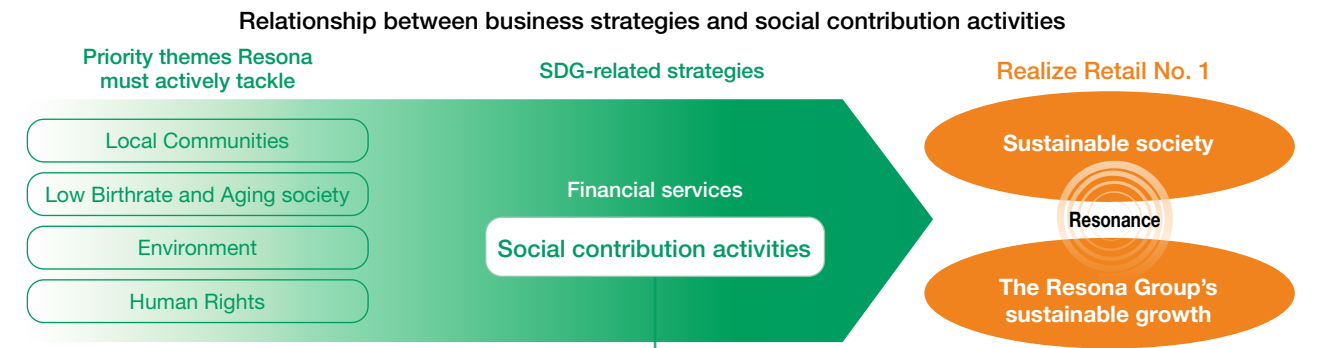 Relationship between business strategies and social contribution activities
Priority themes Resona
must actively tackle
Local Communities
Low Birthrate and Aging society
Environment
Human Rights
SDG-related strategies
Financial services
Social contribution activities
Realize Retail No. 1
Sustainable society
Resonance
The Resona Group's
sustainable growth